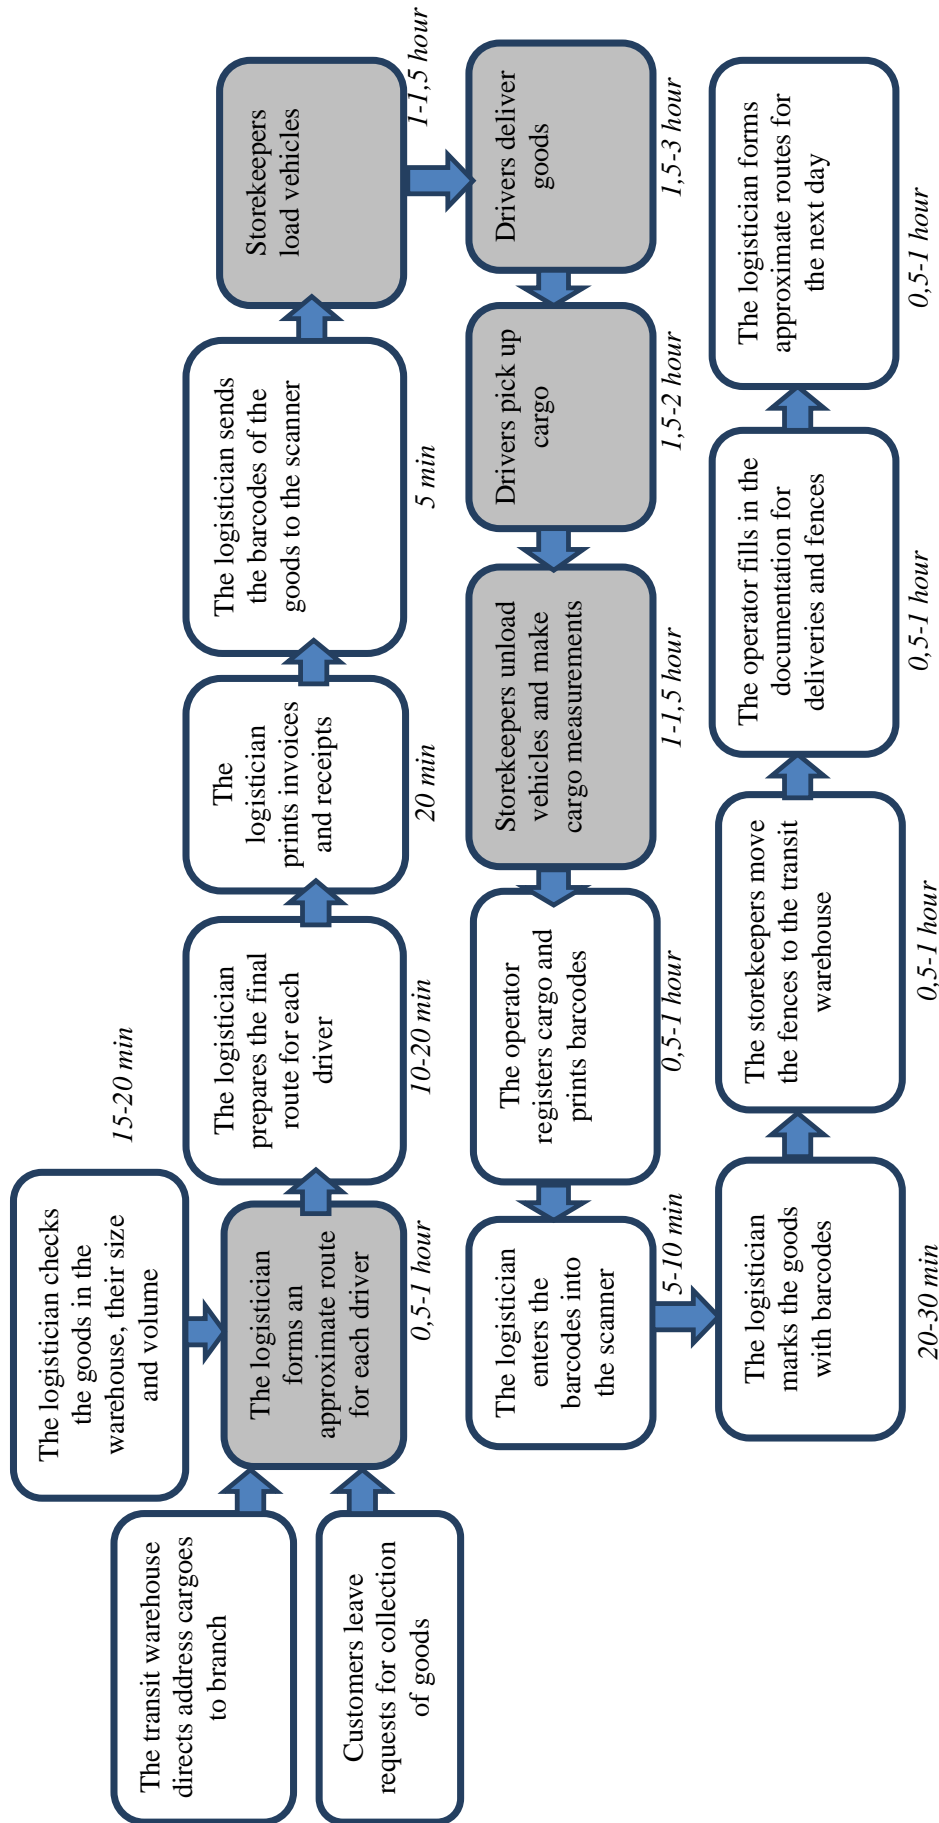 The logistician checks
the goods in the
warehouse, their size
and volume
15-20 min
The transit warehouse
directs address cargoes
to branch
Customers leave
requests for collection
of goods
The logistician
forms an
approximate route
for each driver
0,5-1 hour
The logistician
prepares the final
route for each
driver
10-20 min
The
logistician
prints invoices
and receipts
20 min
The logistician sends
the barcodes of the
goods to the scanner
5 min
Storekeepers
load vehicles
1-1,5 hour
Drivers deliver
goods
1,5-3 hour
Drivers pick up
cargo
1,5-2 hour
Storekeepers unload
vehicles and make
cargo measurements
1-1,5 hour
The operator
registers cargo and
prints barcodes
0,5-1 hour
The logistician
enters the
barcodes into
the scanner
5-10 min
The logistician
marks the goods
with barcodes
20-30 min
The storekeepers move
the fences to the transit
warehouse
0,5-1 hour
The operator fills in the
documentation for
deliveries and fences
0,5-1 hour
The logistician forms
approximate routes for
the next day
0,5-1 hour